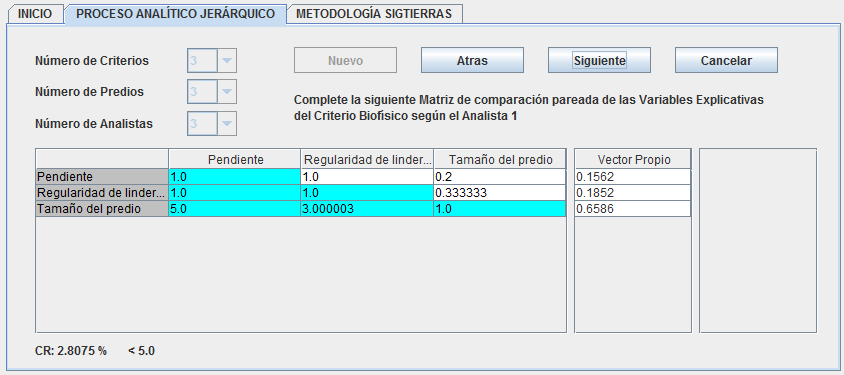 INICIO PROCESO ANALÍTICO JERÁRQUICO METODOLOGÍA SIGTIERRAS
Número de Criterios 3 Nuevo Atras Siguiente Cancelar
Número de Predios 3
Complete la siguiente Matriz de comparación pareada de las Variables Explicativas
del Criterio Biofisico según el Analista 1
Número de Analistas 3
Pendiente Regularidad de linder... Tamaño del predio Vector Propio
Pendiente 1.0 1.0 0.2 0.1562
Regularidad de linder... 1.0 1.0 0.333333 0.1852
Tamaño del predio 5.0 3.000003 1.0 0.6586
CR: 2.8075 % < 5.0